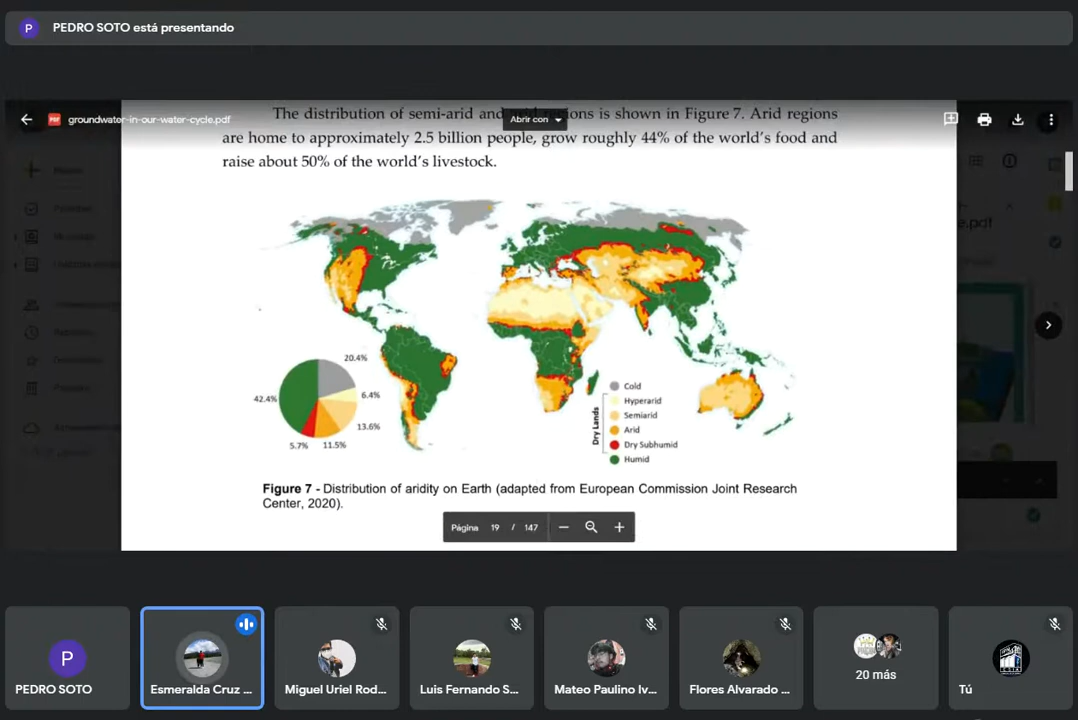 P PEDRO SOTO está presentando
PDF groundwater-in-our-water-cycle.pdf
Abrir con
The distribution of semi-arid and regions is shown in Figure 7. Arid regions
are home to approximately 2.5 billion people, grow roughly 44% of the world's food and
raise about 50% of the world's livestock.
20.4%
6.4%
13.6%
11.5%
5.7%
42.4%
Dry Lands
Cold
Hyperarid
Semiarid
Arid
Dry Subhumid
Humid
Figure 7 - Distribution of aridity on Earth (adapted from European Commission Joint Research
Center, 2020).
Página 19 / 147
e.pdf
P
PEDRO SOTO
Esmeralda Cruz ...
Miguel Uriel Rod...
Luis Fernando S...
Mateo Paulino Iv...
Flores Alvarado ...
20 más
Tú